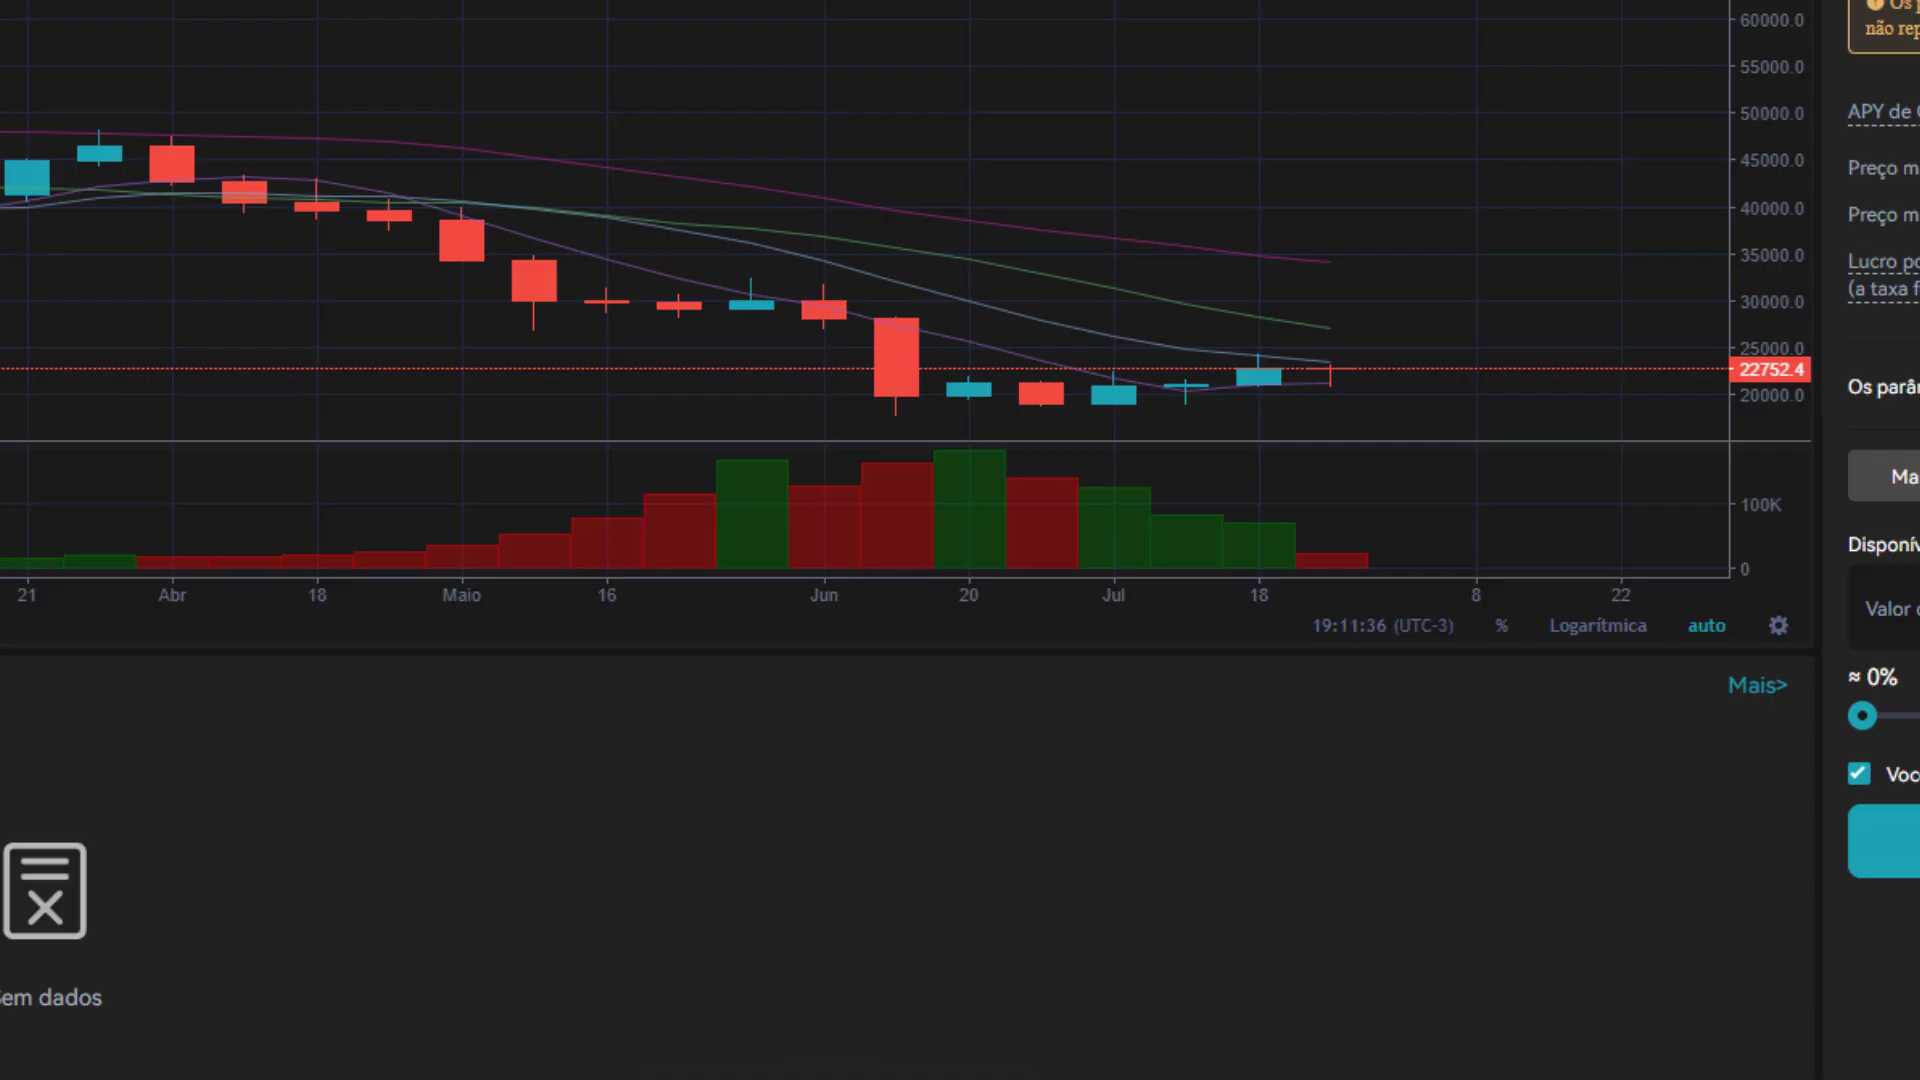 60000.0
55000.0
50000.0
45000.0
40000.0
35000.0
30000.0
25000.0
22752.4
20000.0
100K
0
21 Abr 18 Maio 16 Jun 20 Jul 18 8 22
19:11:36 (UTC-3) % Logarítmica auto
Mais>
em dados
Os
não rep
APY de
Preço m
Preço m
Lucro po
(a taxa f
Os parâ
Ma
Disponív
Valor
≈ 0%
Voc